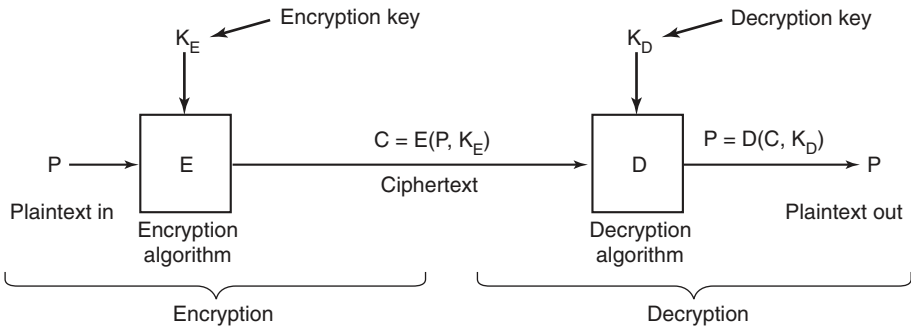 Encryption key
Decryption key
K_E
K_D
C = E(P, K_E)
P = D(C, K_D)
P
E
D
P
Ciphertext
Plaintext in
Plaintext out
Encryption
algorithm
Decryption
algorithm
Encryption
Decryption